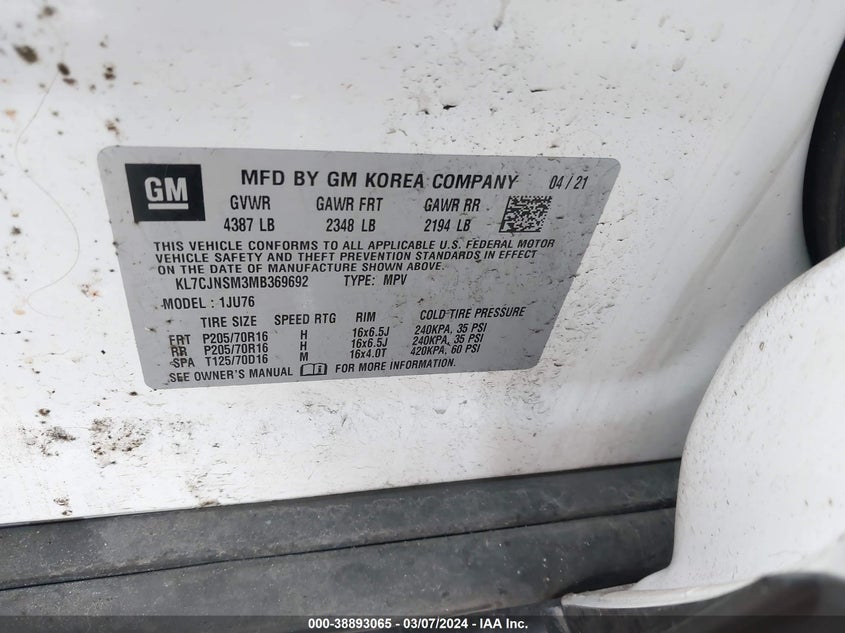 GM
MFD BY GM KOREA COMPANY 04/21
GVWR GAWR FRT GAWR RR
4387 LB 2348 LB 2194 LB
THIS VEHICLE CONFORMS TO ALL APPLICABLE U.S. FEDERAL MOTOR
VEHICLE SAFETY AND THEFT PREVENTION STANDARDS IN EFFECT
ON THE DATE OF MANUFACTURE SHOWN ABOVE.
KL7CJNSM3MB369692 TYPE: MPV
MODEL : 1JU76
TIRE SIZE SPEED RTG RIM COLD TIRE PRESSURE
FRT P205/70R16 H 16x6.5J 240KPA, 35 PSI
RR P205/70R16 H 16x6.5J 240KPA, 35 PSI
SPA T125/70D16 M 16x4.0T 420KPA, 60 PSI
SEE OWNER'S MANUAL FOR MORE INFORMATION.
000-38893065 - 03/07/2024 - IAA Inc.